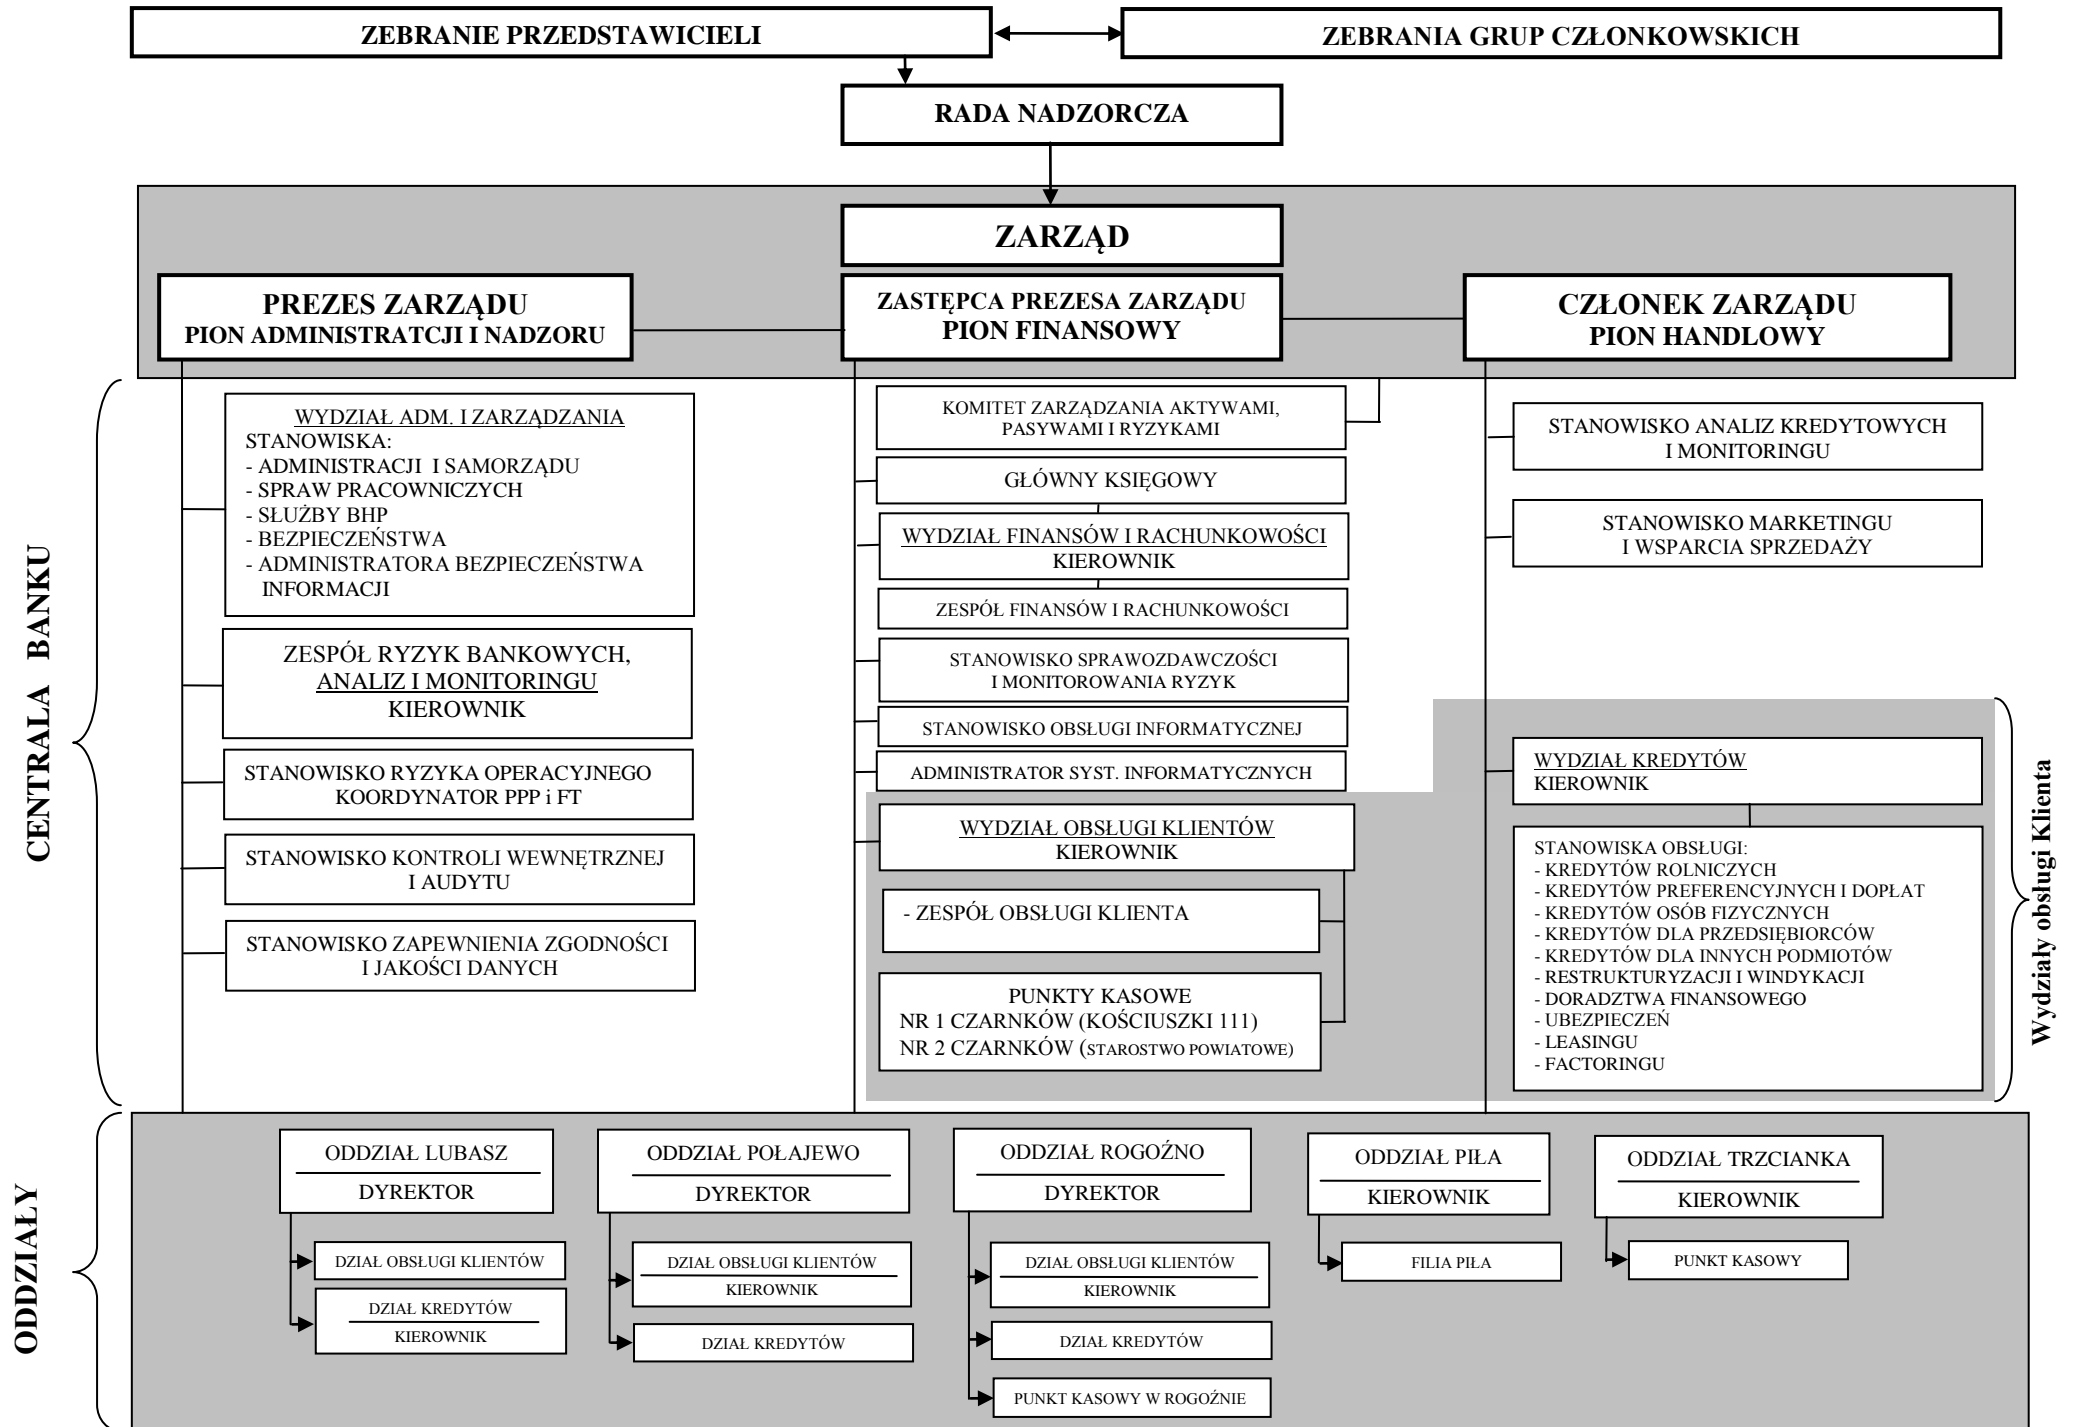 ZEBRANIE PRZEDSTAWICIELI
ZEBRANIA GRUP CZŁONKOWSKICH
RADA NADZORCZA
ZARZĄD
PREZES ZARZĄDU
PION ADMINISTRATCJI I NADZORU
ZASTĘPCA PREZESA ZARZĄDU
PION FINANSOWY
CZŁONEK ZARZĄDU
PION HANDLOWY
CENTRALA BANKU
WYDZIAŁ ADM. I ZARZĄDZANIA
STANOWISKA:
- ADMINISTRACJI I SAMORZĄDU
- SPRAW PRACOWNICZYCH
- SŁUŻBY BHP
- BEZPIECZEŃSTWA
- ADMINISTRATORA BEZPIECZEŃSTWA
INFORMACJI
ZESPÓŁ RYZYK BANKOWYCH,
ANALIZ I MONITORINGU
KIEROWNIK
STANOWISKO RYZYKA OPERACYJNEGO
KOORDYNATOR PPP i FT
STANOWISKO KONTROLI WEWNĘTRZNEJ
I AUDYTU
STANOWISKO ZAPEWNIENIA ZGODNOŚCI
I JAKOŚCI DANYCH
KOMITET ZARZĄDZANIA AKTYWAMI,
PASYWAMI I RYZYKAMI
GŁÓWNY KSIĘGOWY
WYDZIAŁ FINANSÓW I RACHUNKOWOŚCI
KIEROWNIK
ZESPÓŁ FINANSÓW I RACHUNKOWOŚCI
STANOWISKO SPRAWOZDAWCZOŚCI
I MONITOROWANIA RYZYK
STANOWISKO OBSŁUGI INFORMATYCZNEJ
ADMINISTRATOR SYST. INFORMATYCZNYCH
WYDZIAŁ OBSŁUGI KLIENTÓW
KIEROWNIK
- ZESPÓŁ OBSŁUGI KLIENTA
PUNKTY KASOWE
NR 1 CZARNKÓW (KOŚCIUSZKI 111)
NR 2 CZARNKÓW (STAROSTWO POWIATOWE)
STANOWISKO ANALIZ KREDYTOWYCH
I MONITORINGU
STANOWISKO MARKETINGU
I WSPARCIA SPRZEDAŻY
WYDZIAŁ KREDYTÓW
KIEROWNIK
STANOWISKA OBSŁUGI:
- KREDYTÓW ROLNICZYCH
- KREDYTÓW PREFERENCYJNYCH I DOPŁAT
- KREDYTÓW OSÓB FIZYCZNYCH
- KREDYTÓW DLA PRZEDSIĘBIORCÓW
- KREDYTÓW DLA INNYCH PODMIOTÓW
- RESTRUKTURYZACJI I WINDYKACJI
- DORADZTWA FINANSOWEGO
- UBEZPIECZEŃ
- LEASINGU
- FACTORINGU
Wydziały obsługi Klienta
ODDZIAŁY
ODDZIAŁ LUBASZ
DYREKTOR
DZIAŁ OBSŁUGI KLIENTÓW
DZIAŁ KREDYTÓW
KIEROWNIK
ODDZIAŁ POŁAJEWO
DYREKTOR
DZIAŁ OBSŁUGI KLIENTÓW
KIEROWNIK
DZIAŁ KREDYTÓW
ODDZIAŁ ROGOŹNO
DYREKTOR
DZIAŁ OBSŁUGI KLIENTÓW
KIEROWNIK
DZIAŁ KREDYTÓW
PUNKT KASOWY W ROGOŹNIE
ODDZIAŁ PIŁA
KIEROWNIK
FILIA PIŁA
ODDZIAŁ TRZCIANKA
KIEROWNIK
PUNKT KASOWY